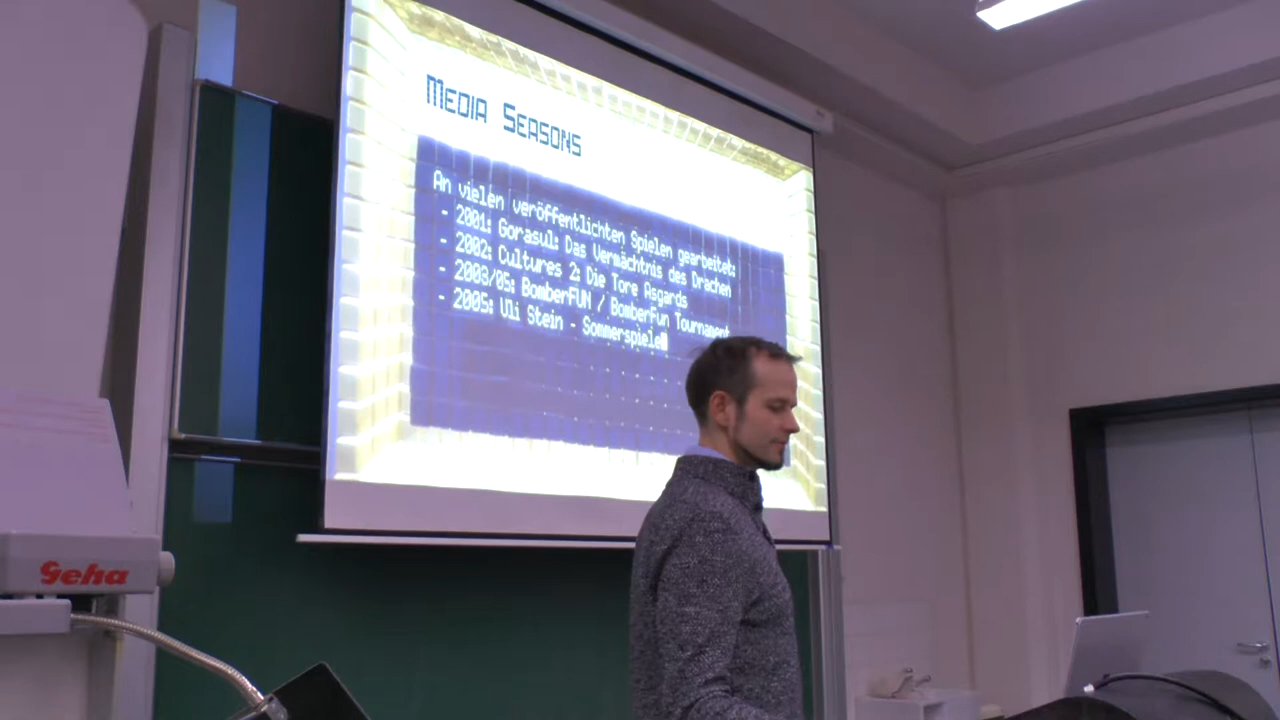 Media Seasons
An vielen veröffentlichten Spielen gearbeitet:
- 2001: Gorasul: Das Vermächtnis des Drachen
- 2002: Cultures 2: Die Tore Asgards
- 2003/05: BomberFUN / BomberFun Tournament
- 2005: Uli Stein - Sommerspiele
Geha